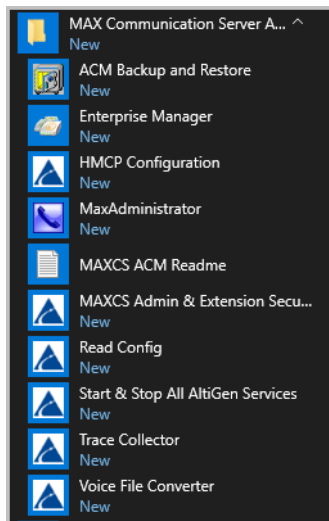 MAX Communication Server A...
New
ACM Backup and Restore
New
Enterprise Manager
New
HMCP Configuration
New
MaxAdministrator
New
MAXCS ACM Readme
MAXCS Admin & Extension Secu...
New
Read Config
New
Start & Stop All AltiGen Services
New
Trace Collector
New
Voice File Converter
New